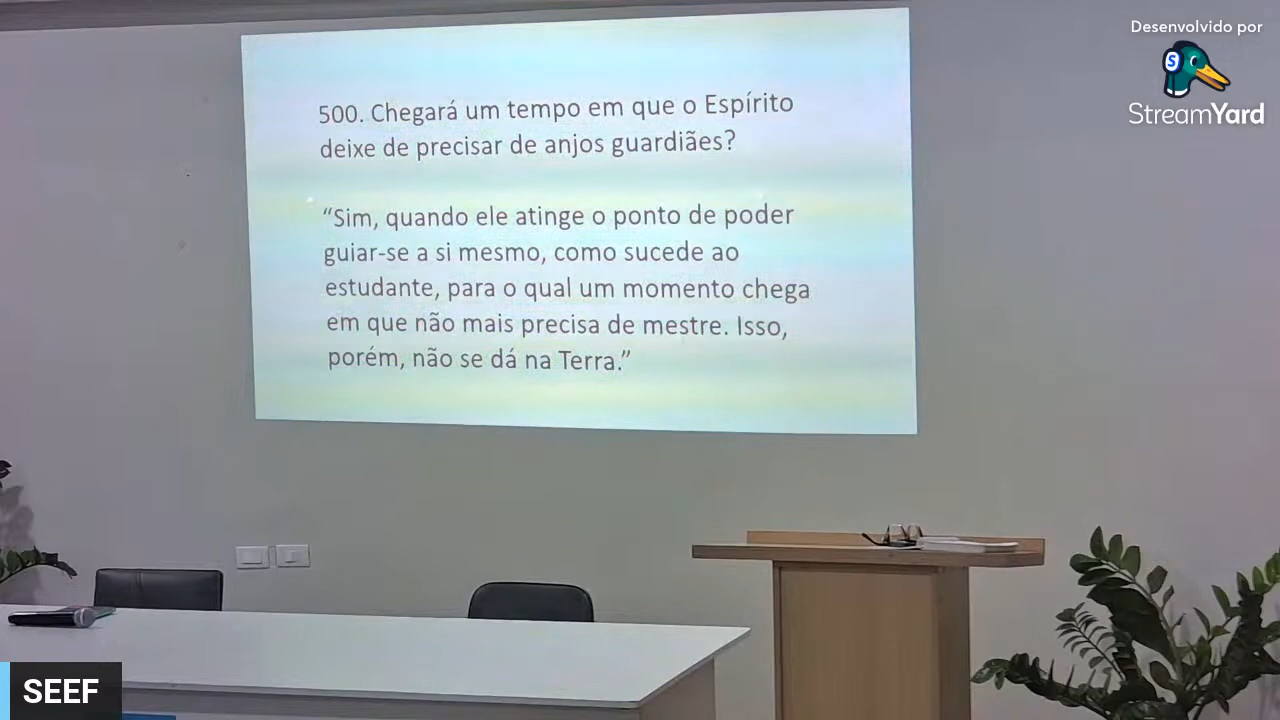 Desenvolvido por
StreamYard
500. Chegará um tempo em que o Espírito
deixe de precisar de anjos guardiães?
“Sim, quando ele atinge o ponto de poder
guiar-se a si mesmo, como sucede ao
estudante, para o qual um momento chega
em que não mais precisa de mestre. Isso,
porém, não se dá na Terra.”
SEEF